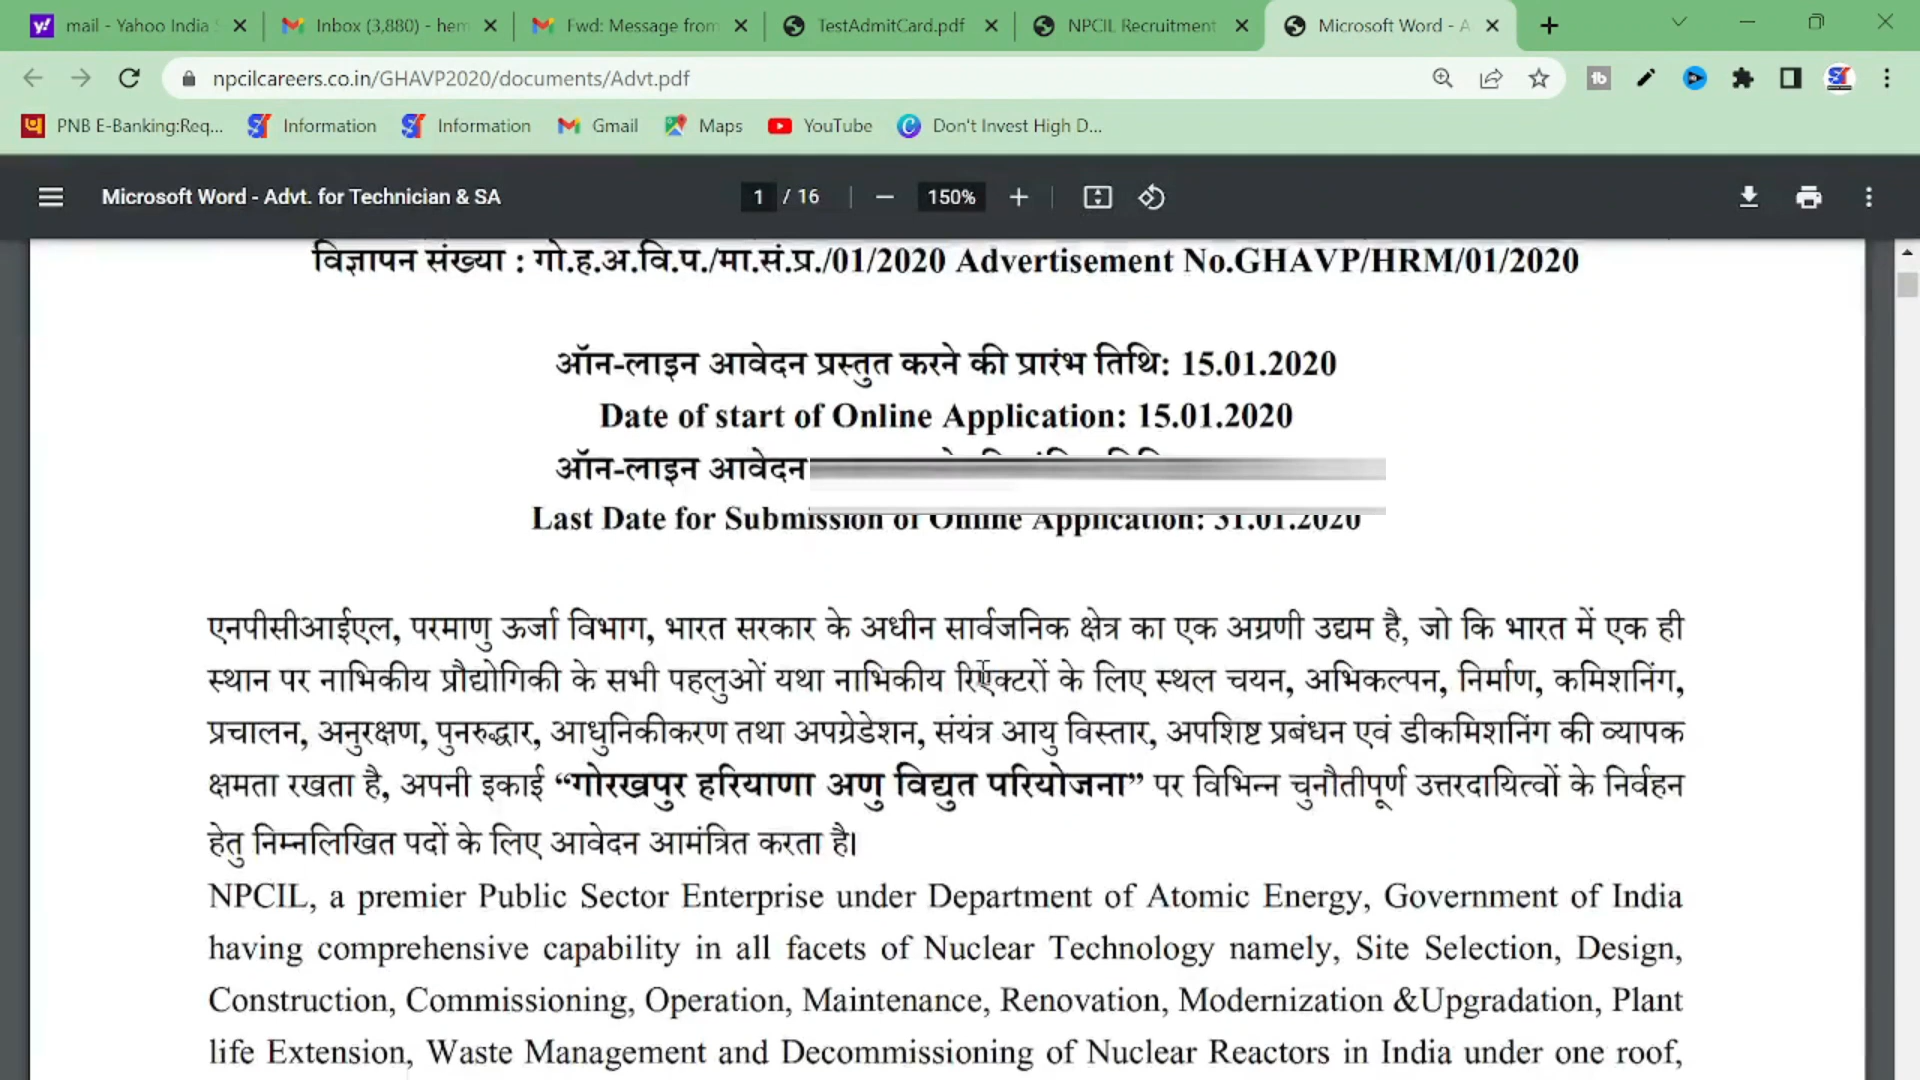 mail - Yahoo India
Inbox (3,880) - hem
Fwd: Message from
TestAdmitCard.pdf
NPCIL Recruitment
Microsoft Word - A
npcilcareers.co.in/GHAVP2020/documents/Advt.pdf
PNB E-Banking:Req...
Information
Information
Gmail
Maps
YouTube
Don't Invest High D...
Microsoft Word - Advt. for Technician & SA
1 / 16
150%
विज्ञापन संख्या : गो.ह.अ.वि.प./मा.सं.प्र./01/2020 Advertisement No.GHAVP/HRM/01/2020
ऑन-लाइन आवेदन प्रस्तुत करने की प्रारंभ तिथि: 15.01.2020
Date of start of Online Application: 15.01.2020
ऑन-लाइन आवेदन
Last Date for Submission of Online Application: 31.01.2020
एनपीसीआईएल, परमाणु ऊर्जा विभाग, भारत सरकार के अधीन सार्वजनिक क्षेत्र का एक अग्रणी उद्यम है, जो कि भारत में एक ही
स्थान पर नाभिकीय प्रौद्योगिकी के सभी पहलुओं यथा नाभिकीय रिएक्टरों के लिए स्थल चयन, अभिकल्पन, निर्माण, कमिशनिंग,
प्रचालन, अनुरक्षण, पुनरुद्धार, आधुनिकीकरण तथा अपग्रेडेशन, संयंत्र आयु विस्तार, अपशिष्ट प्रबंधन एवं डीकमिशनिंग की व्यापक
क्षमता रखता है, अपनी इकाई “गोरखपुर हरियाणा अणु विद्युत परियोजना” पर विभिन्न चुनौतीपूर्ण उत्तरदायित्वों के निर्वहन
हेतु निम्नलिखित पदों के लिए आवेदन आमंत्रित करता है।
NPCIL, a premier Public Sector Enterprise under Department of Atomic Energy, Government of India
having comprehensive capability in all facets of Nuclear Technology namely, Site Selection, Design,
Construction, Commissioning, Operation, Maintenance, Renovation, Modernization &Upgradation, Plant
life Extension, Waste Management and Decommissioning of Nuclear Reactors in India under one roof,